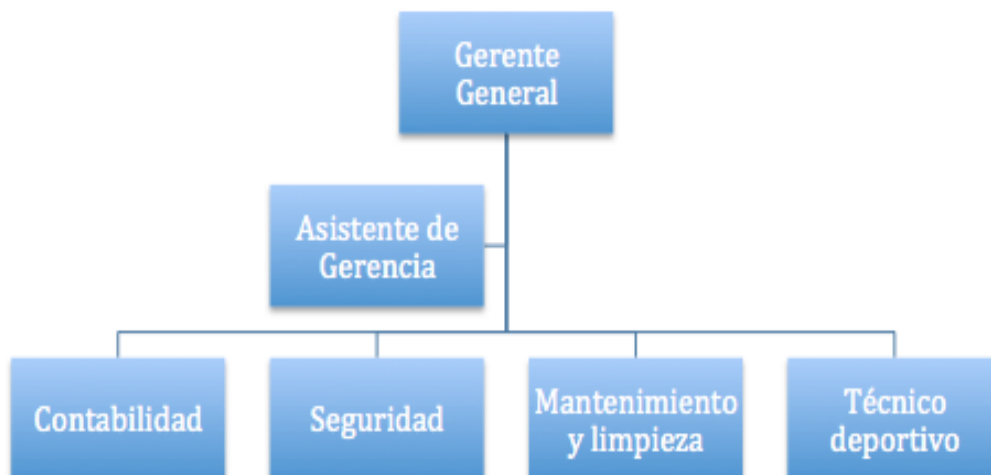 Gerente
General
Asistente de
Gerencia
Contabilidad
Seguridad
Mantenimiento
y limpieza
Técnico
deportivo